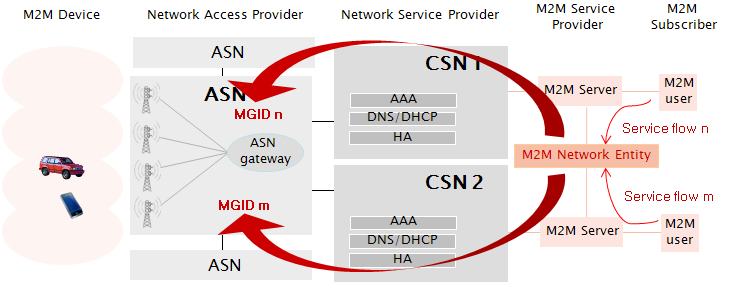 M2M Device
Network Access Provider
Network Service Provider
M2M Service
Provider
M2M
Subscriber
ASN
ASN
MGID n
ASN
gateway
MGID m
ASN
CSN 1
AAA
DNS/DHCP
HA
CSN 2
AAA
DNS/DHCP
HA
M2M Server
M2M
user
Service flow n
M2M Network Entity
Service flow m
M2M Server
M2M
user